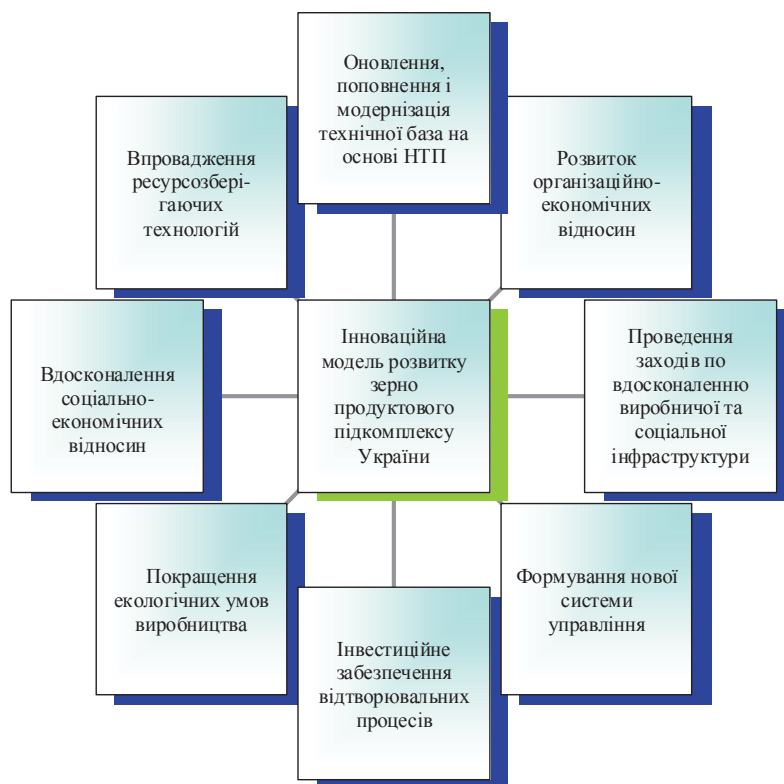 Оновлення,
поповнення і
модернізація
технічної база на
основі НТП
Впровадження
ресурсозбері-
гаючих
технологій
Розвиток
організаційно-
економічних
відносин
Вдосконалення
соціально-
економічних
відносин
Інноваційна
модель розвитку
зерно
продуктового
підкомплексу
України
Проведення
заходів по
вдосконаленню
виробничої та
соціальної
інфраструктури
Покращення
екологічних умов
виробництва
Інвестиційне
забезпечення
відтворювальних
процесів
Формування нової
системи
управління